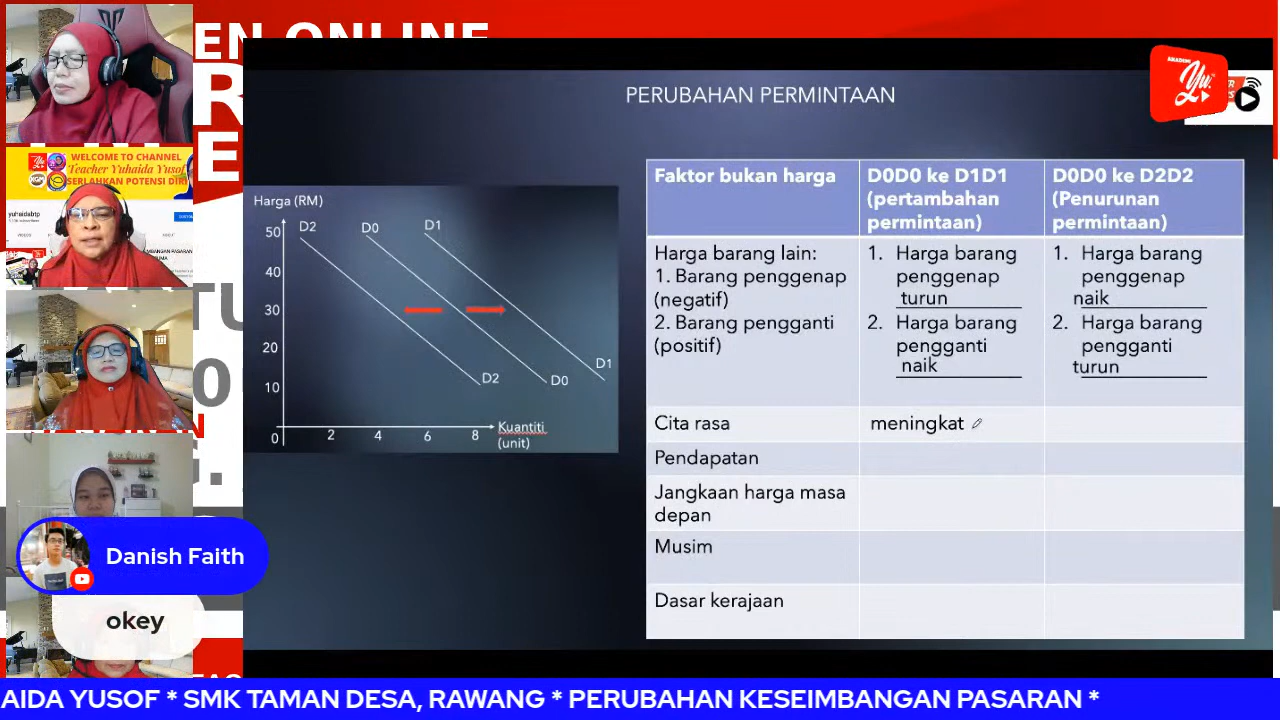 EN ONLINE
WELCOME TO CHANNEL
Teacher Yuhaida Yusof
SERLAHKAN POTENSI DIRI
yuhaidabtp
PERUBAHAN PERMINTAAN
Harga (RM)
50
40
30
20
10
0
2
4
6
8
Kuantiti
(unit)
D2
D0
D1
D2
D0
D1
Faktor bukan harga
D0D0 ke D1D1
(pertambahan
permintaan)
D0D0 ke D2D2
(Penurunan
permintaan)
Harga barang lain:
1. Barang penggenap
(negatif)
2. Barang pengganti
(positif)
1. Harga barang
penggenap
turun
2. Harga barang
pengganti
naik
1. Harga barang
penggenap
naik
2. Harga barang
pengganti
turun
Cita rasa
meningkat
Pendapatan
Jangkaan harga masa
depan
Musim
Dasar kerajaan
Danish Faith
okey
AIDA YUSOF * SMK TAMAN DESA, RAWANG * PERUBAHAN KESEIMBANGAN PASARAN *